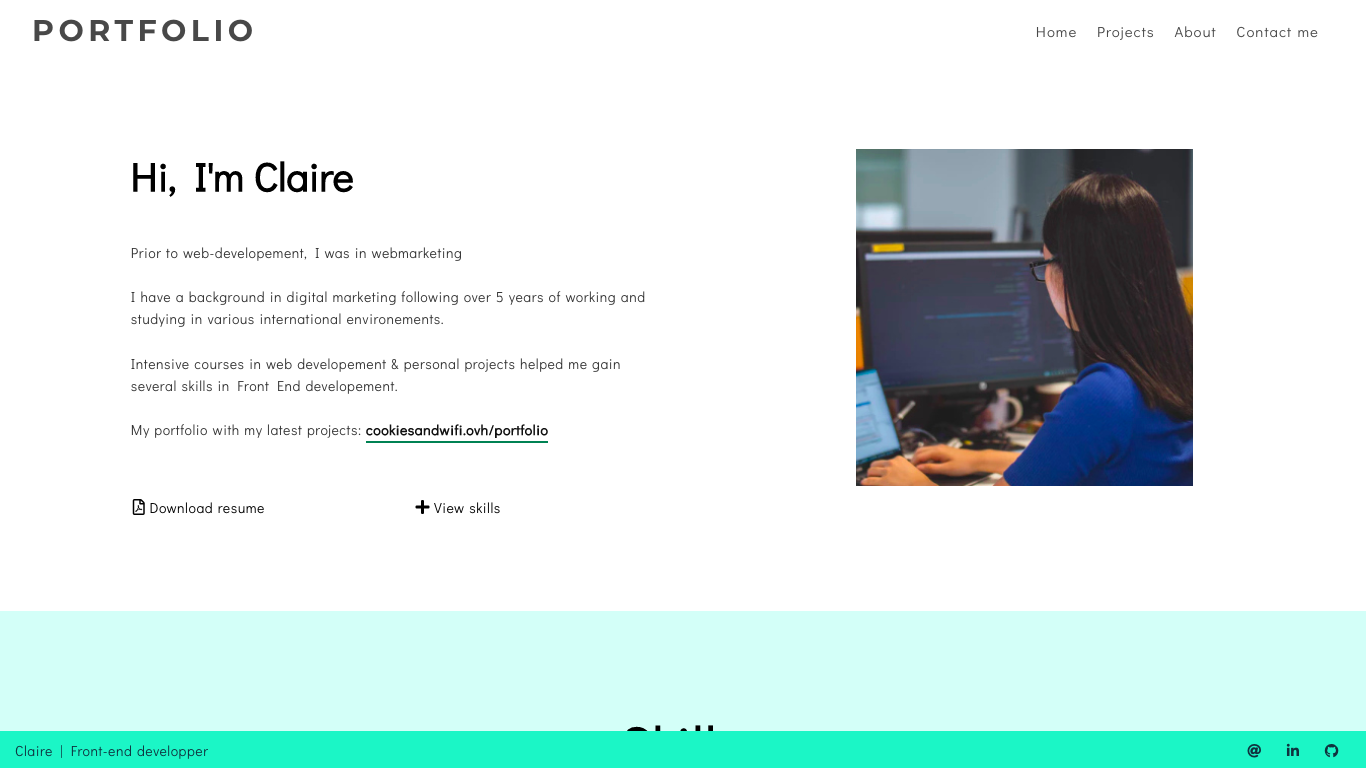 PORTFOLIO
Home Projects About Contact me
Hi, I'm Claire
Prior to web-developement, I was in webmarketing
I have a background in digital marketing following over 5 years of working and
studying in various international environements.
Intensive courses in web developement & personal projects helped me gain
several skills in Front End developement.
My portfolio with my latest projects: cookiesandwifi.ovh/portfolio
Download resume View skills
Claire | Front-end developper